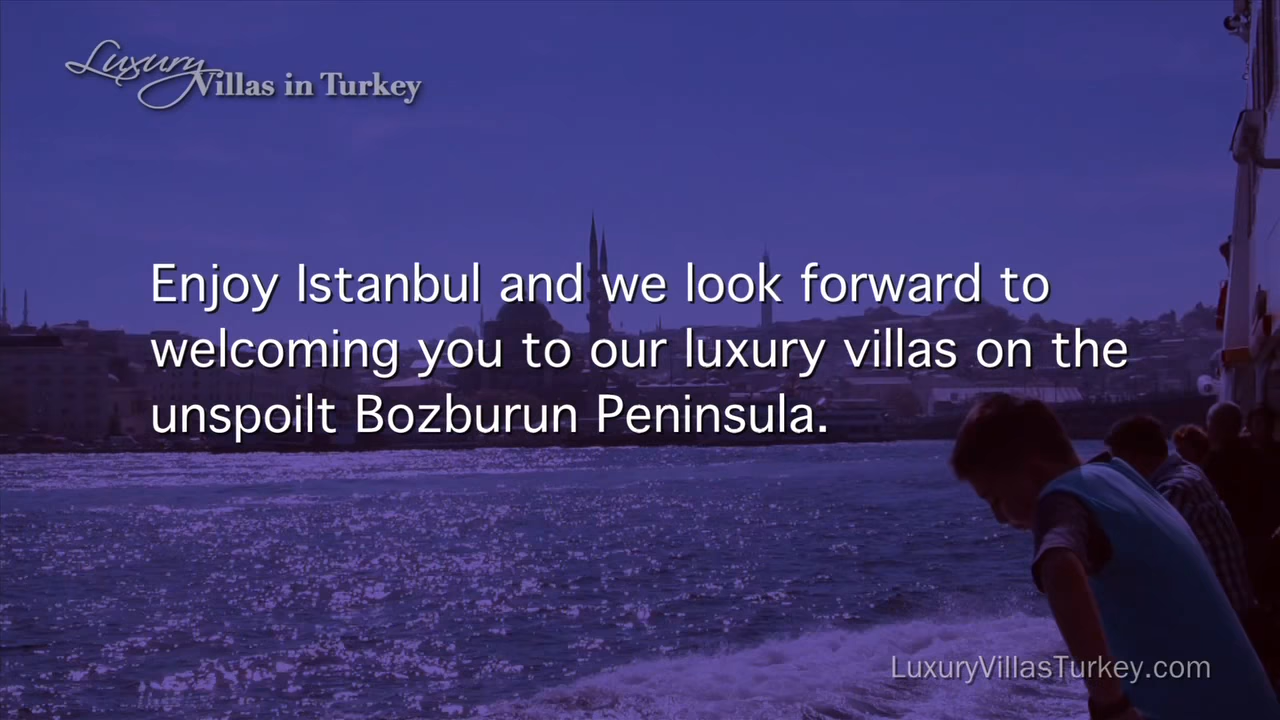 Luxury
Villas in Turkey
Enjoy Istanbul and we look forward to
welcoming you to our luxury villas on the
unspoilt Bozburun Peninsula.
LuxuryVillasTurkey.com